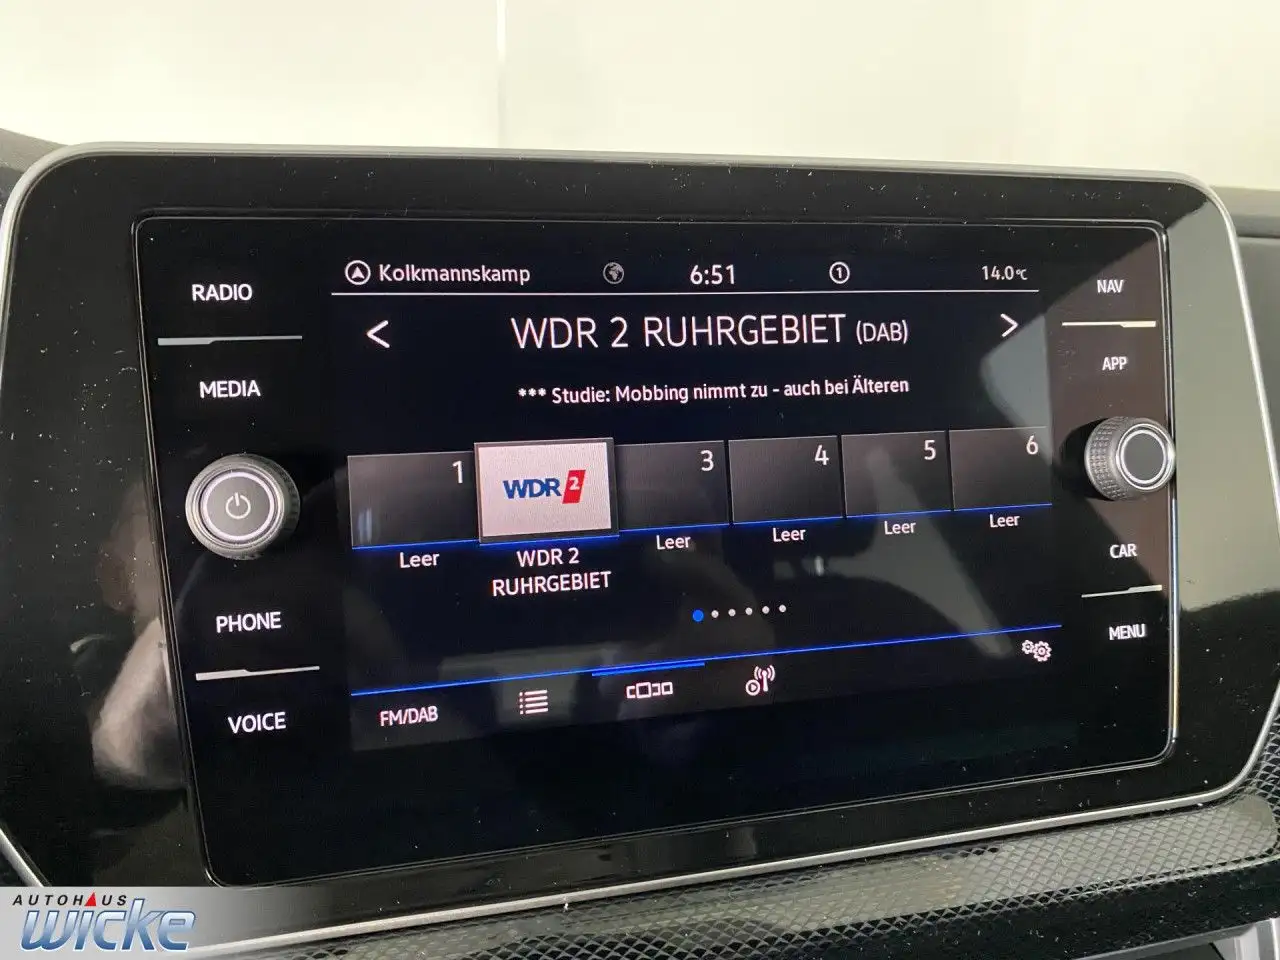 RADIO
MEDIA
PHONE
VOICE
Kolkmannskamp
6:51
1
14.0°C
< WDR 2 RUHRGEBIET (DAB) >
*** Studie: Mobbing nimmt zu - auch bei Älteren
1
WDR 2
3
4
5
6
Leer
WDR 2
RUHRGEBIET
Leer
Leer
Leer
Leer
FM/DAB
NAV
APP
CAR
MENU
AUTOHAUS
wicke